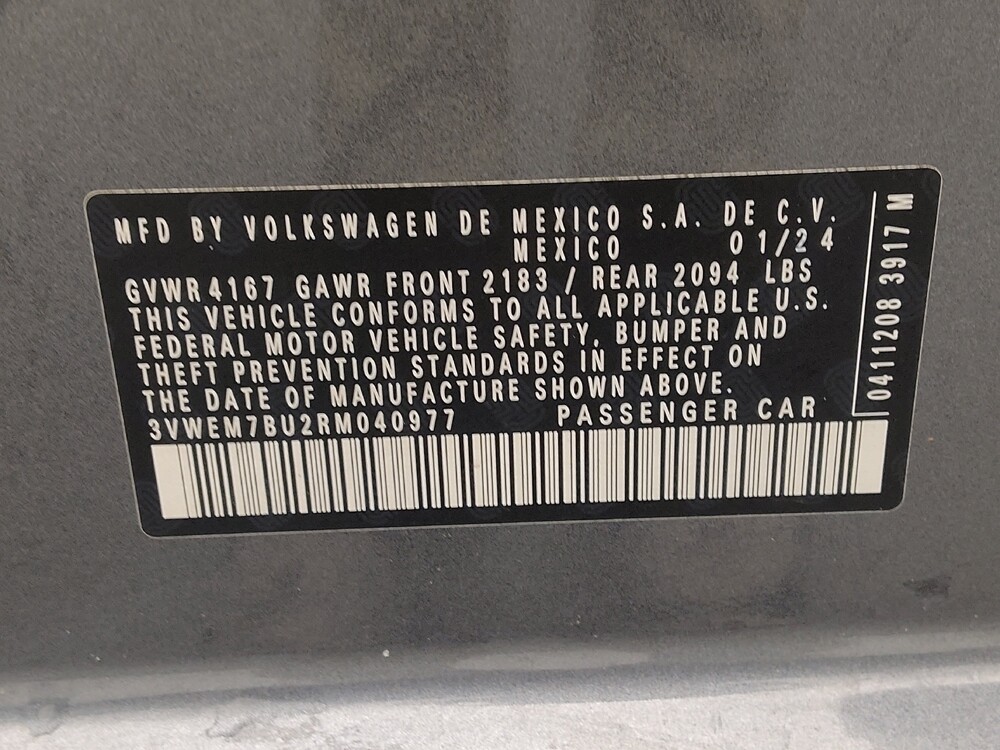 MFD BY VOLKSWAGEN DE MEXICO S.A. DE C.V.
MEXICO 01/24
GVWR 4167 GAWR FRONT 2183 / REAR 2094 LBS
THIS VEHICLE CONFORMS TO ALL APPLICABLE U.S.
FEDERAL MOTOR VEHICLE SAFETY, BUMPER AND
THEFT PREVENTION STANDARDS IN EFFECT ON
THE DATE OF MANUFACTURE SHOWN ABOVE.
3VWEM7BU2RM040977 PASSENGER CAR
0411208 3917 M